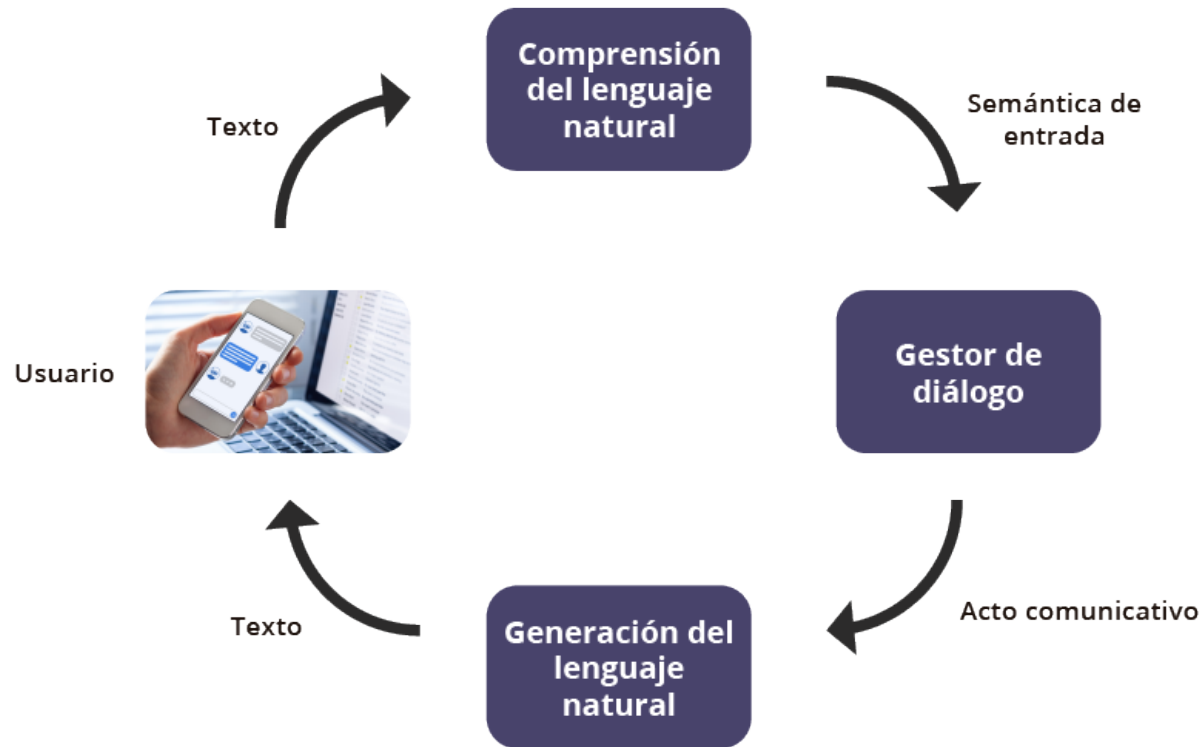 Comprensión
del lenguaje
natural
Texto
Semántica de
entrada
Usuario
Gestor de
diálogo
Texto
Generación del
lenguaje
natural
Acto comunicativo